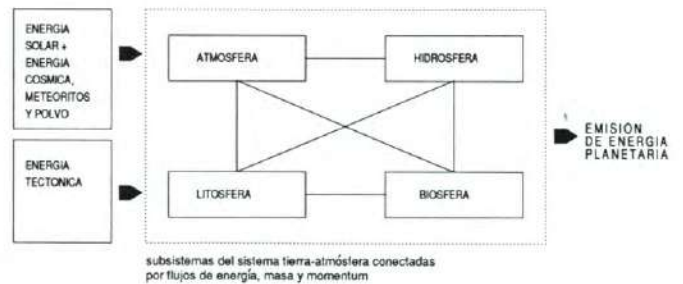 ENERGIA
SOLAR +
ENERGIA
COSMICA,
METEORITOS
Y POLVO
ENERGIA
TECTONICA
ATMOSFERA
HIDROSFERA
LITOSFERA
BIOSFERA
EMISIÓN
DE ENERGIA
PLANETARIA
subsistemas del sistema tierra-atmósfera conectadas
por flujos de energía, masa y momentum